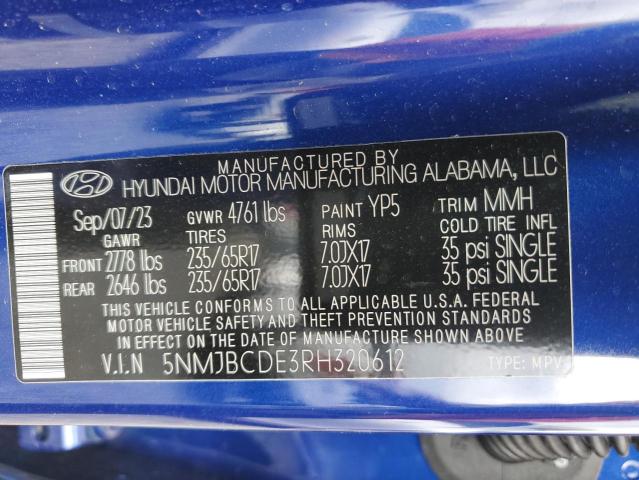 MANUFACTURED BY
HYUNDAI MOTOR MANUFACTURING ALABAMA, LLC
Sep/07/23 GVWR 4761 lbs PAINT YP5 TRIM MMH
GAWR TIRES RIMS COLD TIRE INFL
FRONT 2778 lbs 235/65R17 7.0JX17 35 psi SINGLE
REAR 2646 lbs 235/65R17 7.0JX17 35 psi SINGLE
THIS VEHICLE CONFORMS TO ALL APPLICABLE U.S.A. FEDERAL
MOTOR VEHICLE SAFETY AND THEFT PREVENTION STANDARDS
IN EFFECT ON THE DATE OF MANUFACTURE SHOWN ABOVE.
V.I.N 5NMJBCDE3RH320612 TYPE: MPV